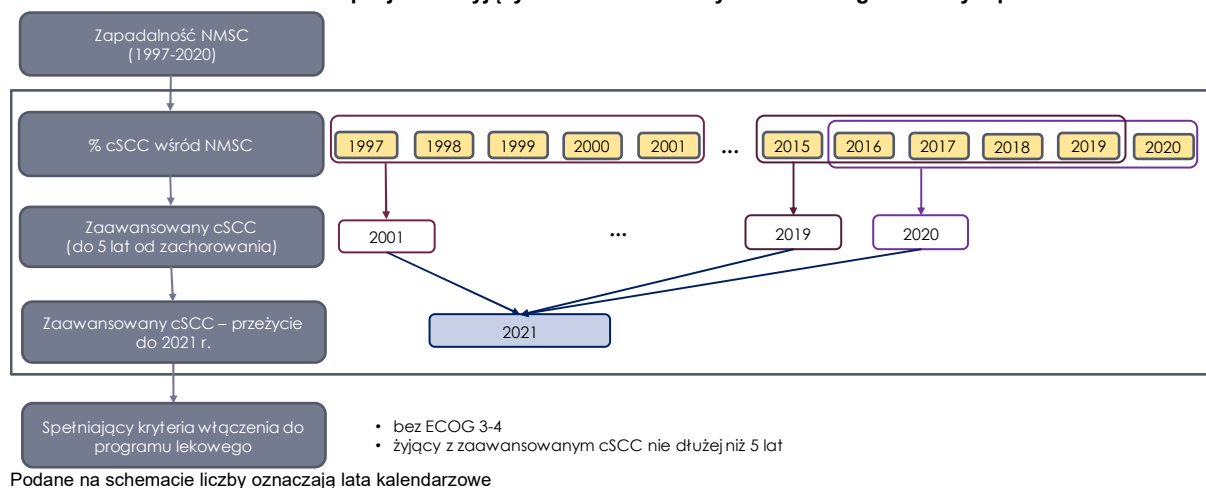 Zapadalność NMSC
(1997-2020)
% cSCC wśród NMSC
1997 1998 1999 2000 2001 ... 2015 2016 2017 2018 2019 2020
Zaawansowany cSCC
(do 5 lat od zachorowania)
2001 ... 2019 2020
Zaawansowany cSCC – przeżycie
do 2021 r.
2021
Spełniający kryteria włączenia do
programu lekowego
• bez ECOG 3-4
• żyjący z zaawansowanym cSCC nie dłużej niż 5 lat
Podane na schemacie liczby oznaczają lata kalendarzowe